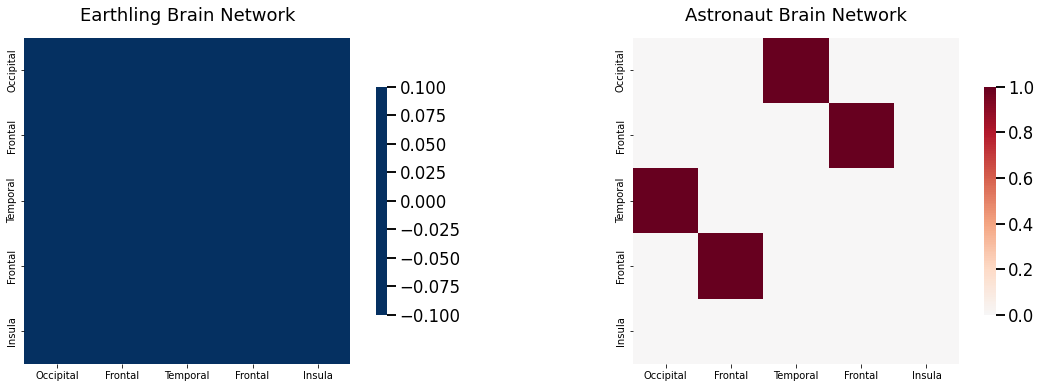 Earthling Brain Network
Occipital
Frontal
Temporal
Frontal
Insula
Occipital Frontal Temporal Frontal Insula
0.100
0.075
0.050
0.025
0.000
−0.025
−0.050
−0.075
−0.100
Astronaut Brain Network
Occipital
Frontal
Temporal
Frontal
Insula
Occipital Frontal Temporal Frontal Insula
1.0
0.8
0.6
0.4
0.2
0.0